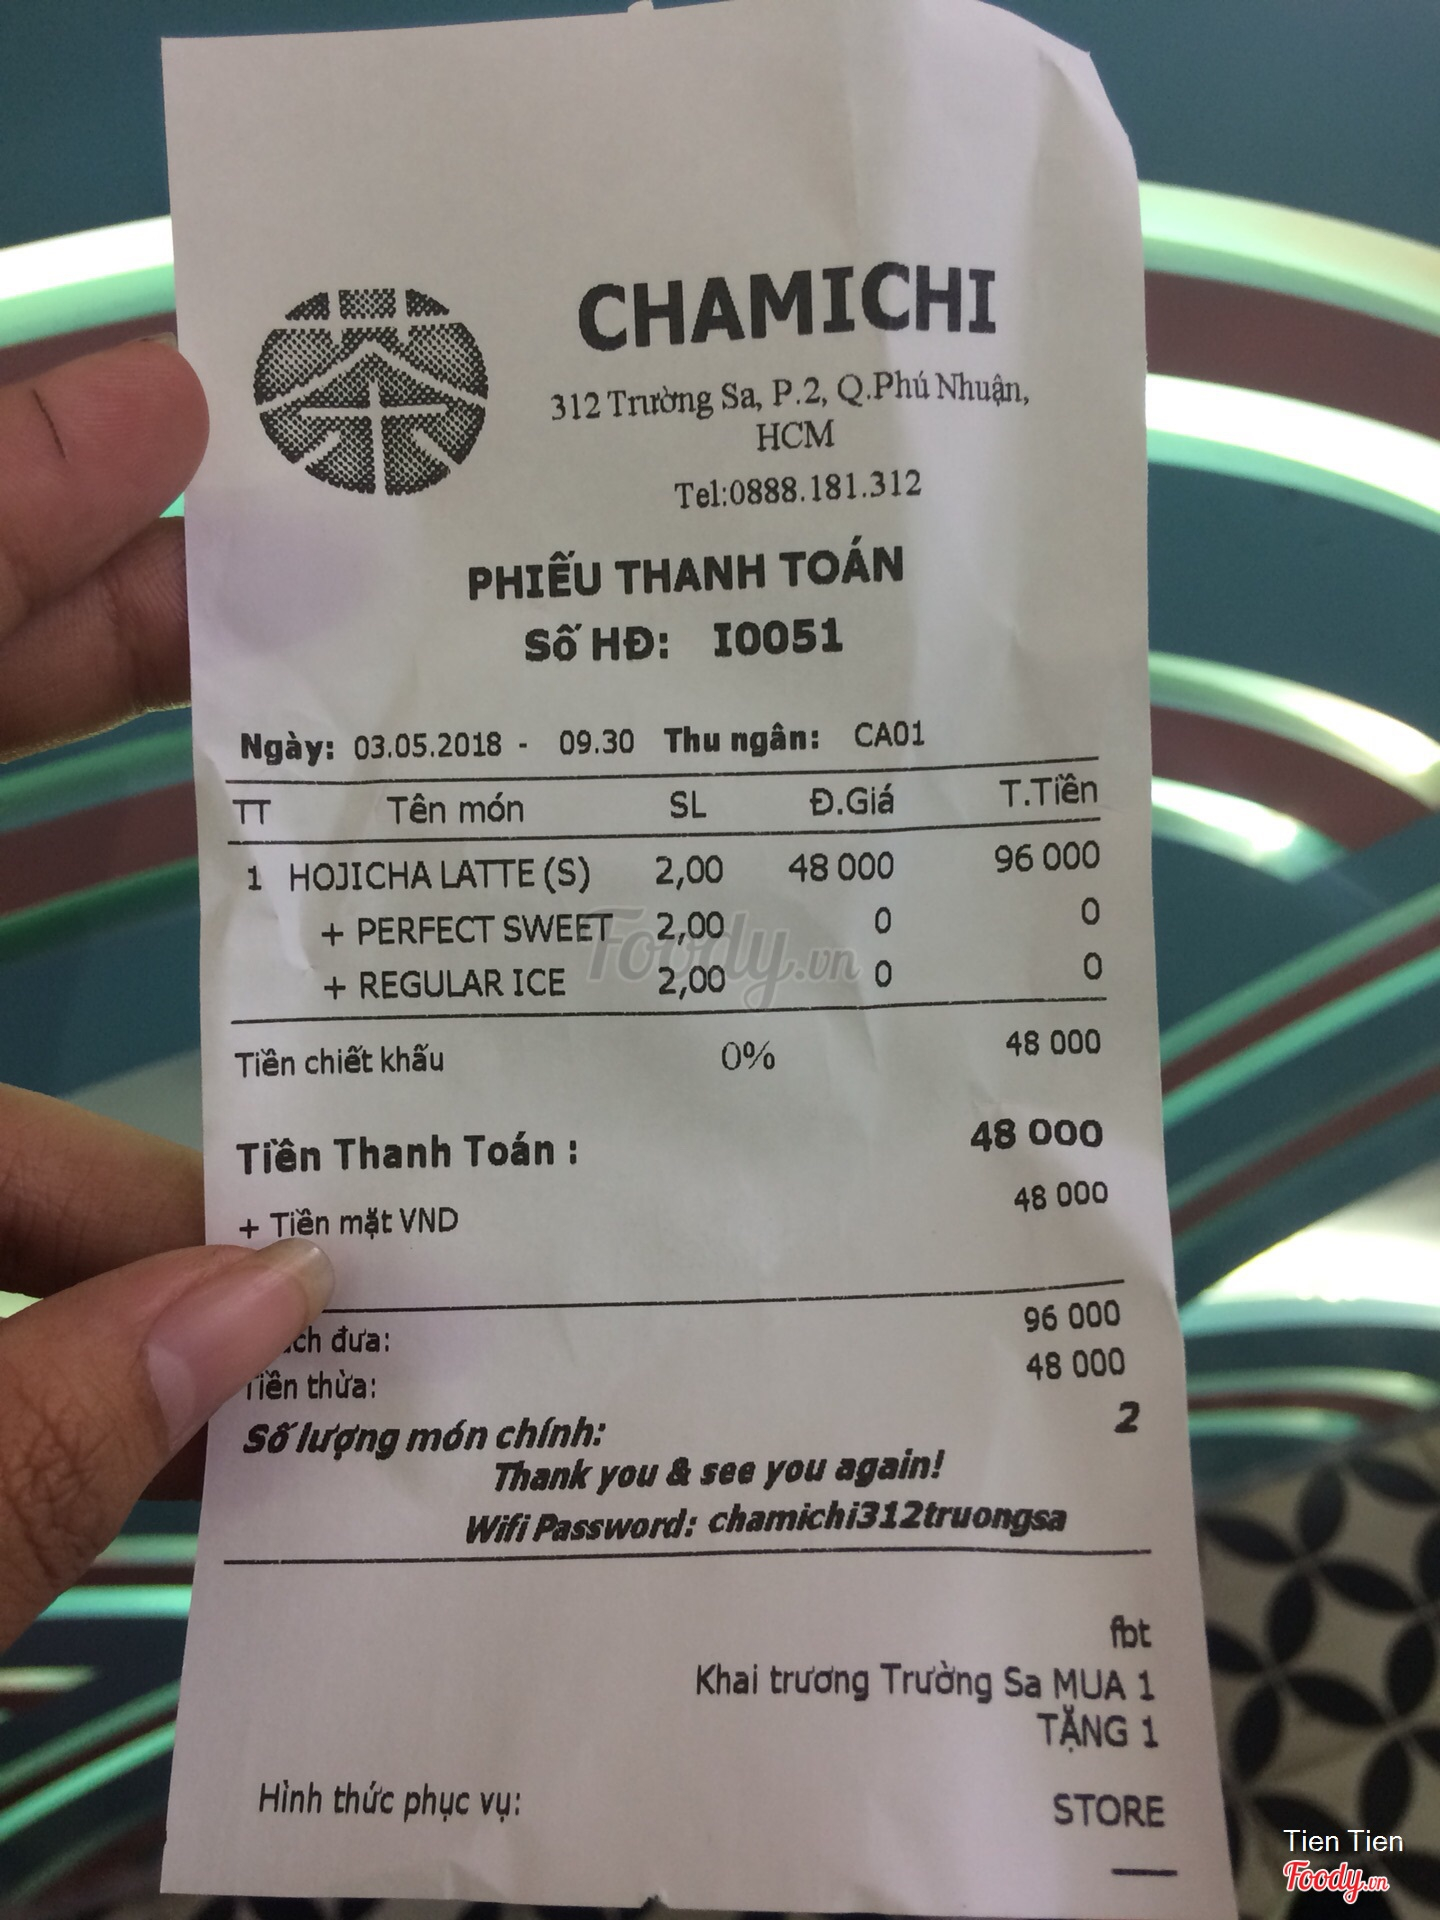 CHAMICHI
312 Trường Sa, P.2, Q.Phú Nhuận,
HCM
Tel:0888.181.312
PHIẾU THANH TOÁN
Số HĐ: I0051
Ngày: 03.05.2018 - 09.30 Thu ngân: CA01
TT Tên món SL Đ.Giá T.Tiền
1 HOJICHA LATTE (S) 2,00 48 000 96 000
+ PERFECT SWEET 2,00 0 0
+ REGULAR ICE 2,00 0 0
Foody.vn
Tiền chiết khấu 0% 48 000
Tiền Thanh Toán : 48 000
+ Tiền mặt VND 48 000
ch đưa: 96 000
Tiền thừa: 48 000
Số lượng món chính: 2
Thank you & see you again!
Wifi Password: chamichi312truongsa
fbt
Khai trương Trường Sa MUA 1
TẶNG 1
Hình thức phục vụ: STORE
Tien Tien
Foody.vn